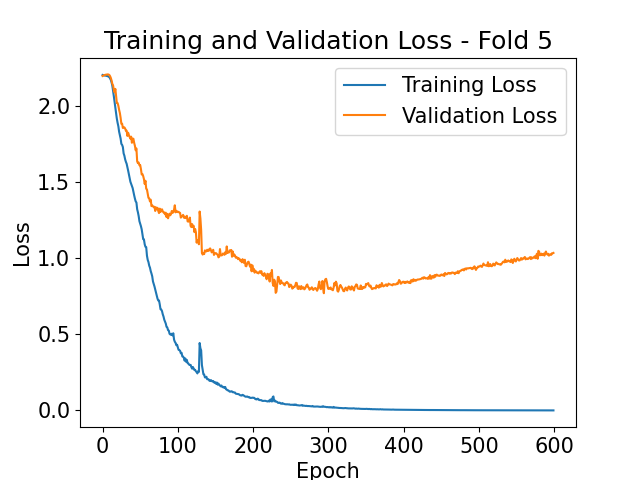 Training and Validation Loss - Fold 5
Training Loss
Validation Loss
Loss
2.0
1.5
1.0
0.5
0.0
0 100 200 300 400 500 600
Epoch